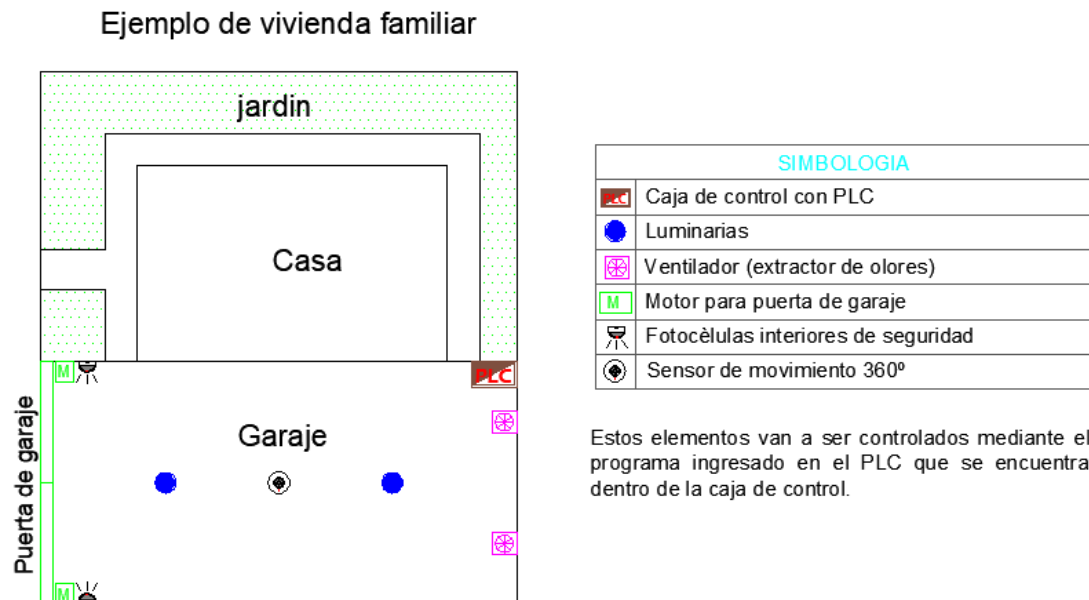 Ejemplo de vivienda familiar
jardin
Casa
M
PLC
Garaje
Puerta de garaje
M
SIMBOLOGIA
PLC Caja de control con PLC
Luminarias
Ventilador (extractor de olores)
M Motor para puerta de garaje
Fotocèlulas interiores de seguridad
Sensor de movimiento 360º
Estos elementos van a ser controlados mediante el
programa ingresado en el PLC que se encuentra
dentro de la caja de control.